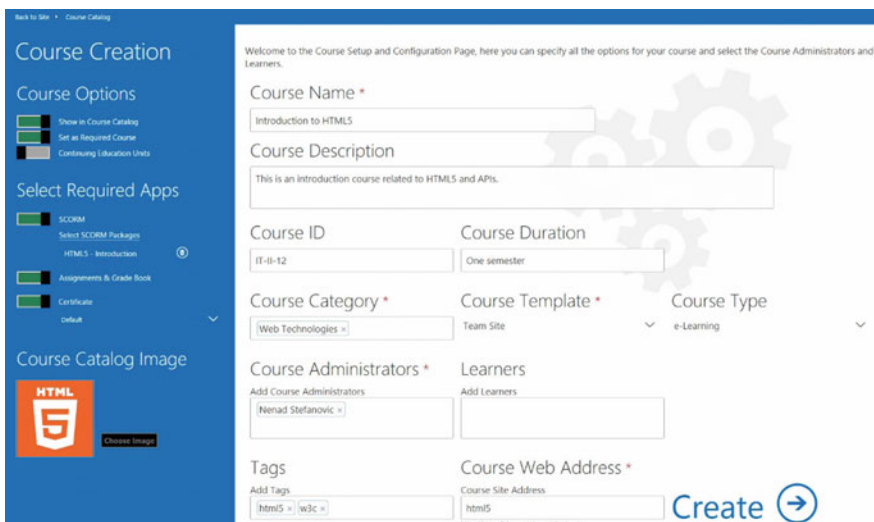 Back to Site › Course Catalog
Course Creation
Course Options
Show in Course Catalog
Set as Required Course
Continuing Education Units
Select Required Apps
SCORM
Select SCORM Packages
HTML5 - Introduction
Assignments & Grade Book
Certificate
Default
Course Catalog Image
HTML
5
Choose Image
Welcome to the Course Setup and Configuration Page, here you can specify all the options for your course and select the Course Administrators and
Learners.
Course Name *
Introduction to HTML5
Course Description
This is an introduction course related to HTML5 and APIs.
Course ID
IT-II-12
Course Duration
One semester
Course Category *
Web Technologies ×
Course Template *
Team Site
Course Type
e-Learning
Course Administrators *
Add Course Administrators
Nenad Stefanovic ×
Learners
Add Learners
Tags
Add Tags
html5 × w3c ×
Course Web Address *
Course Site Address
html5
Create